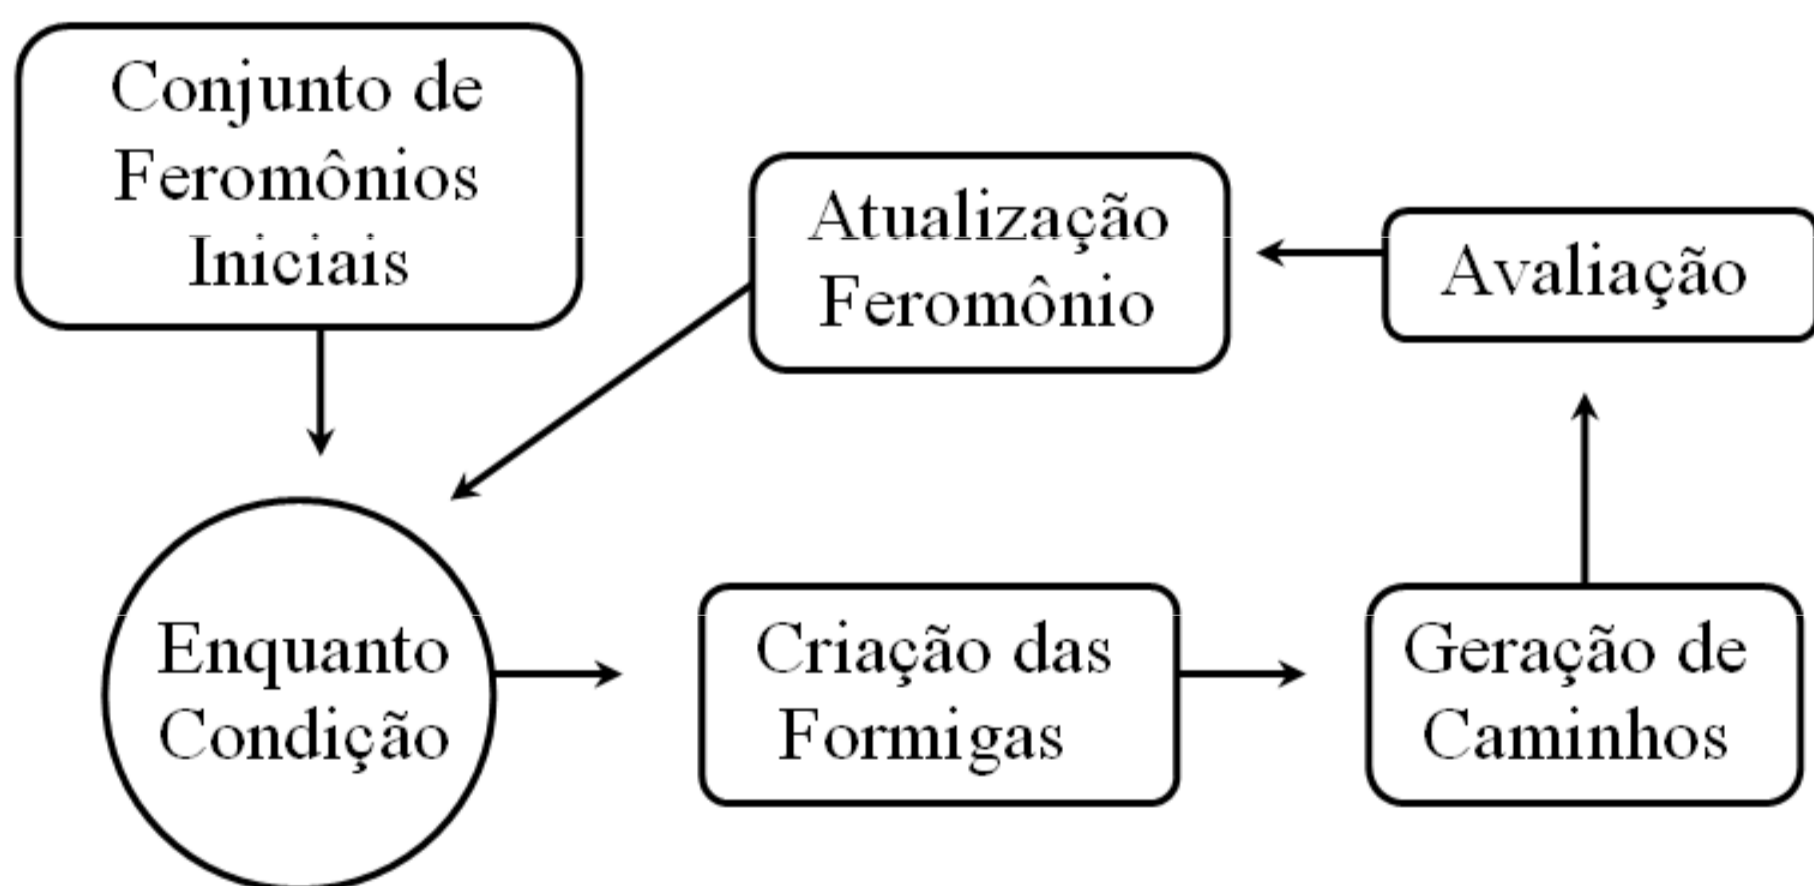 Conjunto de
Feromônios
Iniciais
Atualização
Feromônio
Avaliação
Enquanto
Condição
Criação das
Formigas
Geração de
Caminhos